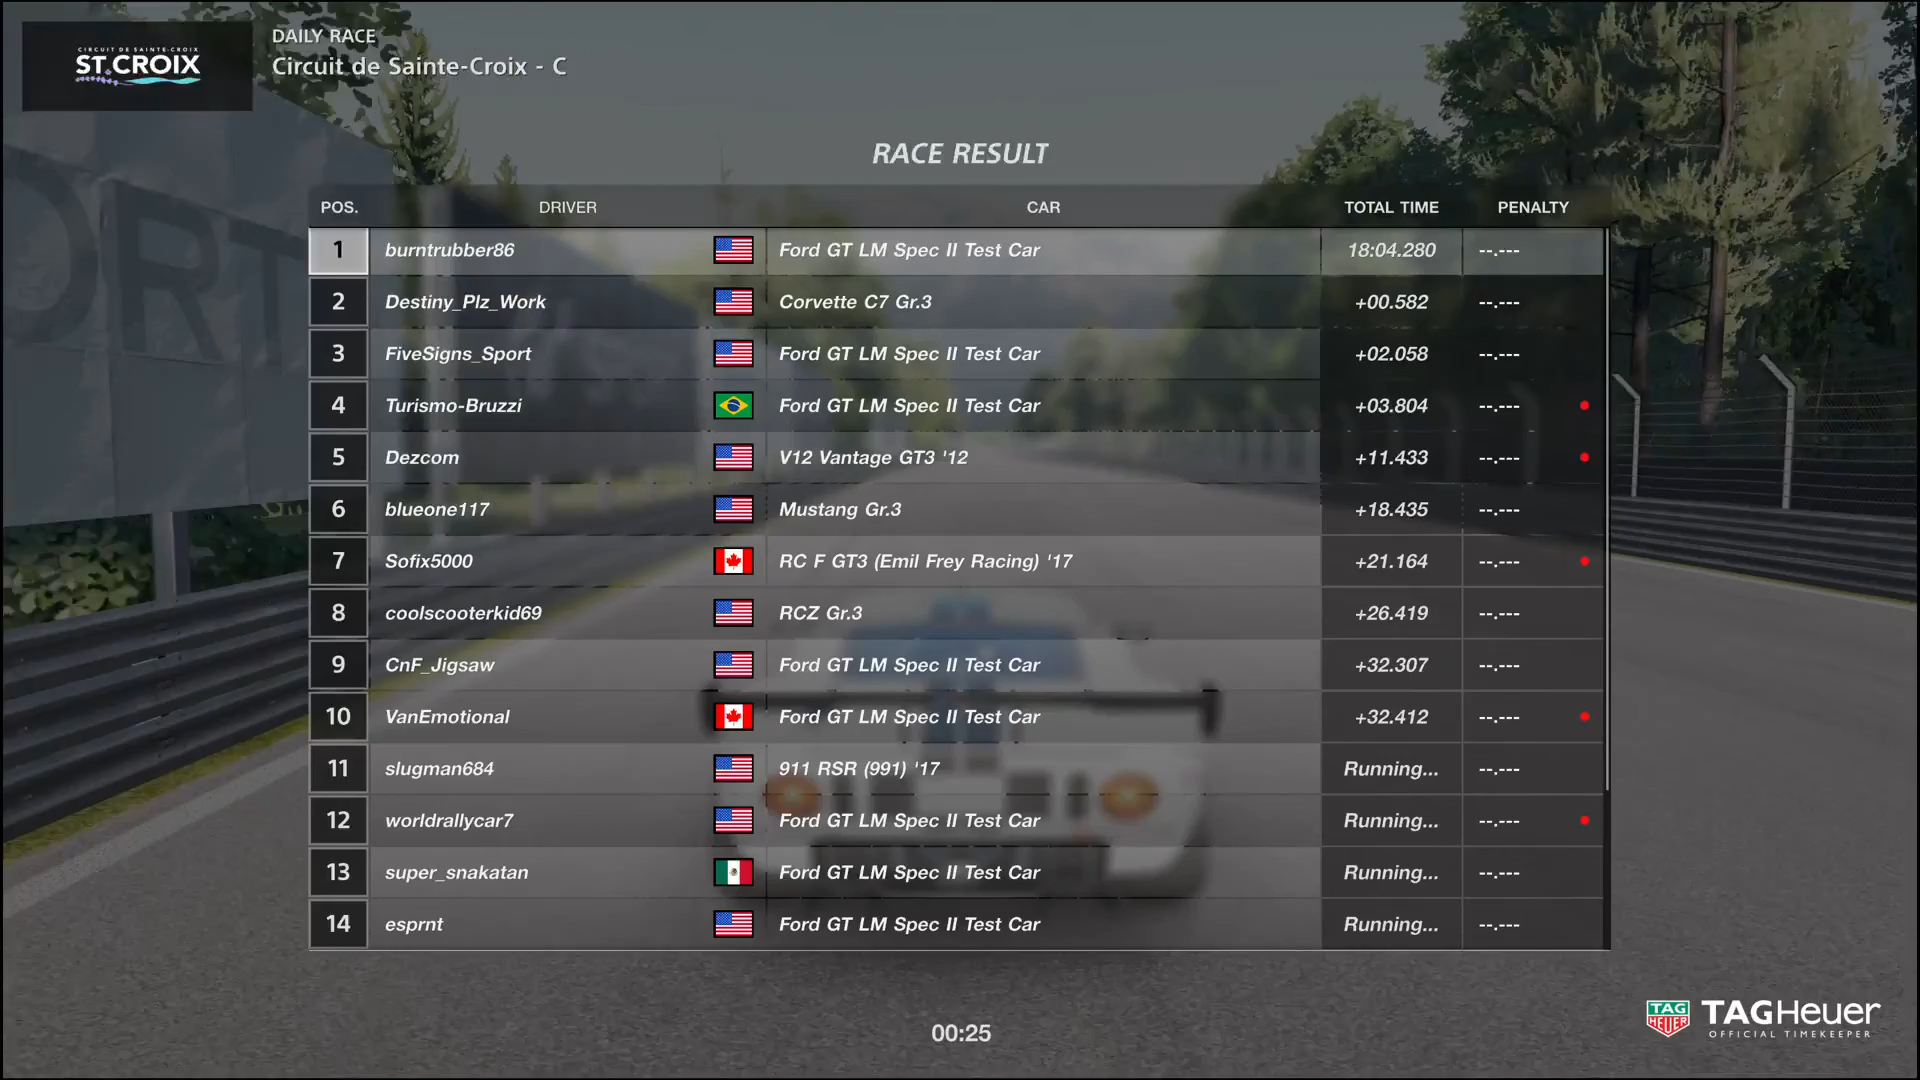 CIRCUIT DE SAINTE-CROIX
ST.CROIX
DAILY RACE
Circuit de Sainte-Croix - C
RACE RESULT
POS. DRIVER CAR TOTAL TIME PENALTY
1 burntrubber86 Ford GT LM Spec II Test Car 18:04.280 --.---
2 Destiny_Plz_Work Corvette C7 Gr.3 +00.582 --.---
3 FiveSigns_Sport Ford GT LM Spec II Test Car +02.058 --.---
4 Turismo-Bruzzi Ford GT LM Spec II Test Car +03.804 --.---
5 Dezcom V12 Vantage GT3 '12 +11.433 --.---
6 blueone117 Mustang Gr.3 +18.435 --.---
7 Sofix5000 RC F GT3 (Emil Frey Racing) '17 +21.164 --.---
8 coolscooterkid69 RCZ Gr.3 +26.419 --.---
9 CnF_Jigsaw Ford GT LM Spec II Test Car +32.307 --.---
10 VanEmotional Ford GT LM Spec II Test Car +32.412 --.---
11 slugman684 911 RSR (991) '17 Running... --.---
12 worldrallycar7 Ford GT LM Spec II Test Car Running... --.---
13 super_snakatan Ford GT LM Spec II Test Car Running... --.---
14 esprnt Ford GT LM Spec II Test Car Running... --.---
00:25
TAG HEUER
TAGHeuer
OFFICIAL TIMEKEEPER